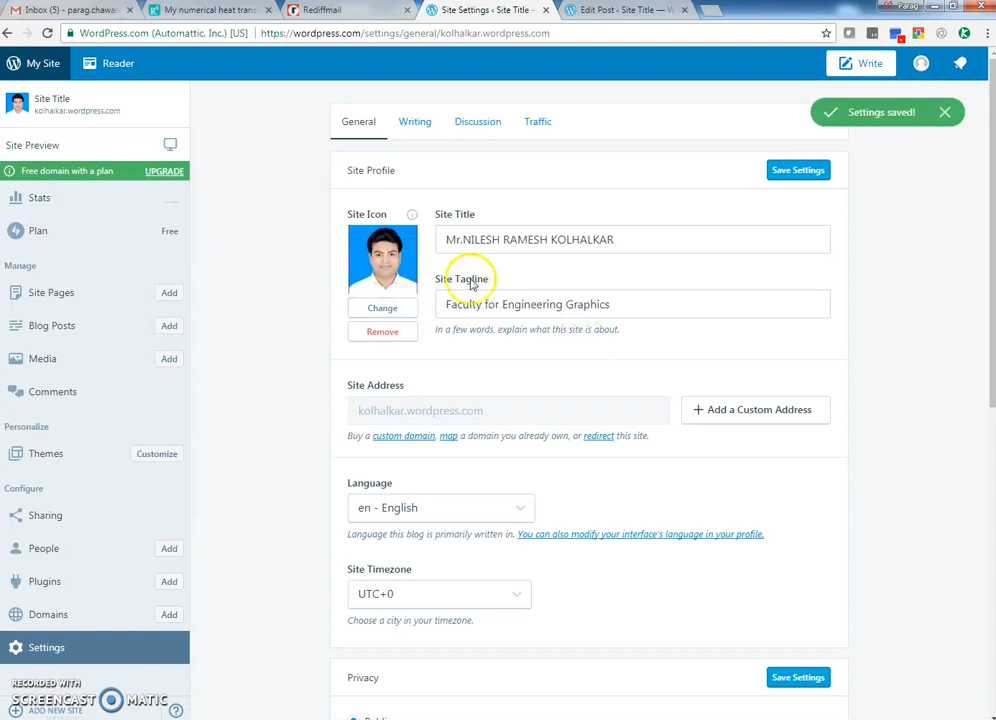 Inbox (5) - parag.chawar
My numerical heat trans
Rediffmail
Site Settings ‹ Site Title —
Edit Post ‹ Site Title — W
Parag
WordPress.com (Automattic, Inc.) [US]
https://wordpress.com/settings/general/kolhalkar.wordpress.com
My Site
Reader
Write
Site Title
kolhalkar.wordpress.com
General
Writing
Discussion
Traffic
Settings saved!
Site Preview
Free domain with a plan
UPGRADE
Site Profile
Save Settings
Stats
Plan
Free
Manage
Site Pages
Add
Blog Posts
Add
Media
Add
Comments
Personalize
Themes
Customize
Configure
Sharing
People
Add
Plugins
Add
Domains
Add
Settings
Site Icon
Site Title
Mr.NILESH RAMESH KOLHALKAR
Site Tagline
Faculty for Engineering Graphics
Change
Remove
In a few words, explain what this site is about.
Site Address
kolhalkar.wordpress.com
+ Add a Custom Address
Buy a custom domain, map a domain you already own, or redirect this site.
Language
en - English
Language this blog is primarily written in. You can also modify your interface's language in your profile.
Site Timezone
UTC+0
Choose a city in your timezone.
Privacy
Save Settings
RECORDED WITH
SCREENCAST MATIC
ADD NEW SITE